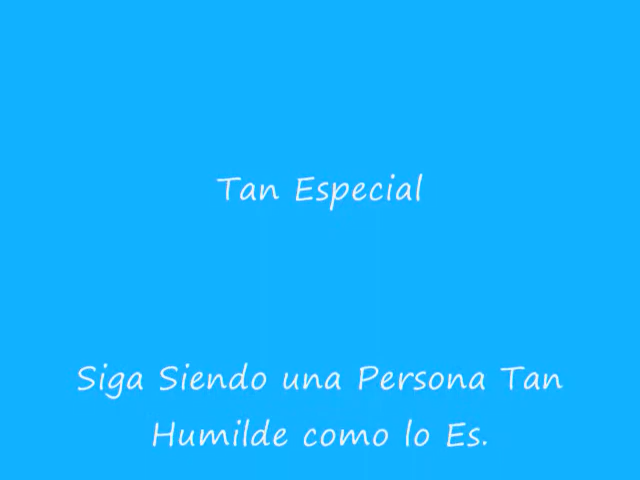 Tan Especial
Siga Siendo una Persona Tan
Humilde como lo Es.